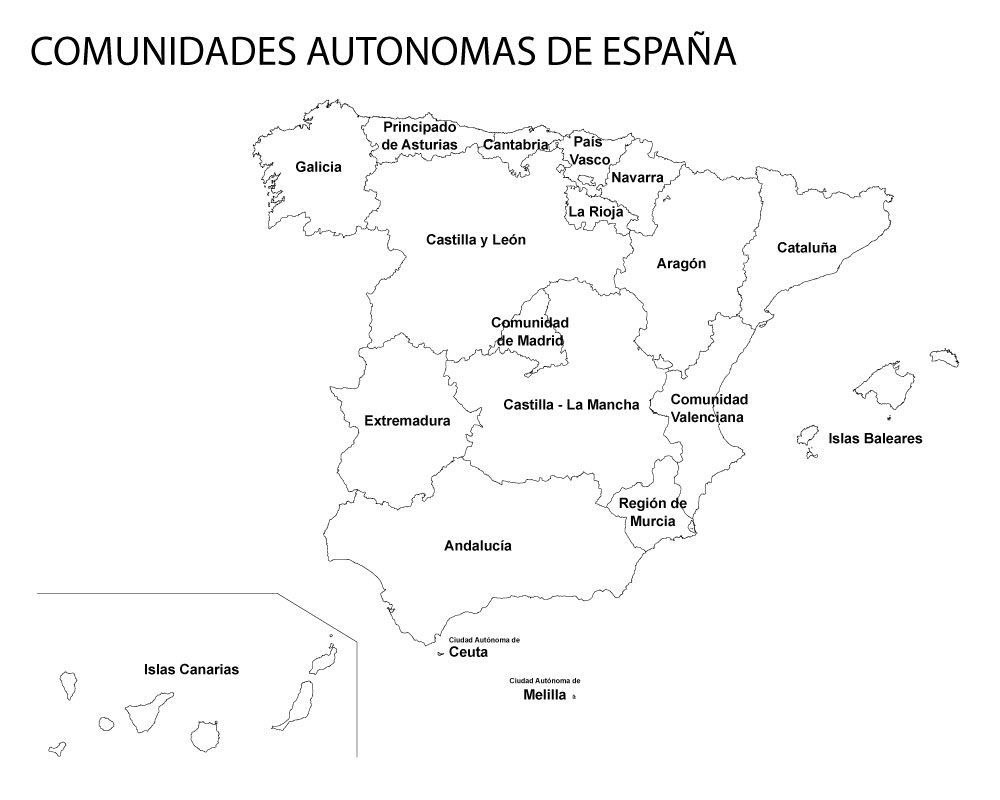 COMUNIDADES AUTONOMAS DE ESPAÑA
Principado
de Asturias
Cantabria
País
Vasco
Galicia
Navarra
La Rioja
Castilla y León
Cataluña
Aragón
Comunidad
de Madrid
Castilla - La Mancha
Comunidad
Valenciana
Extremadura
Islas Baleares
Región de
Murcia
Andalucía
Ciudad Autónoma de
Ceuta
Islas Canarias
Ciudad Autónoma de
Melilla